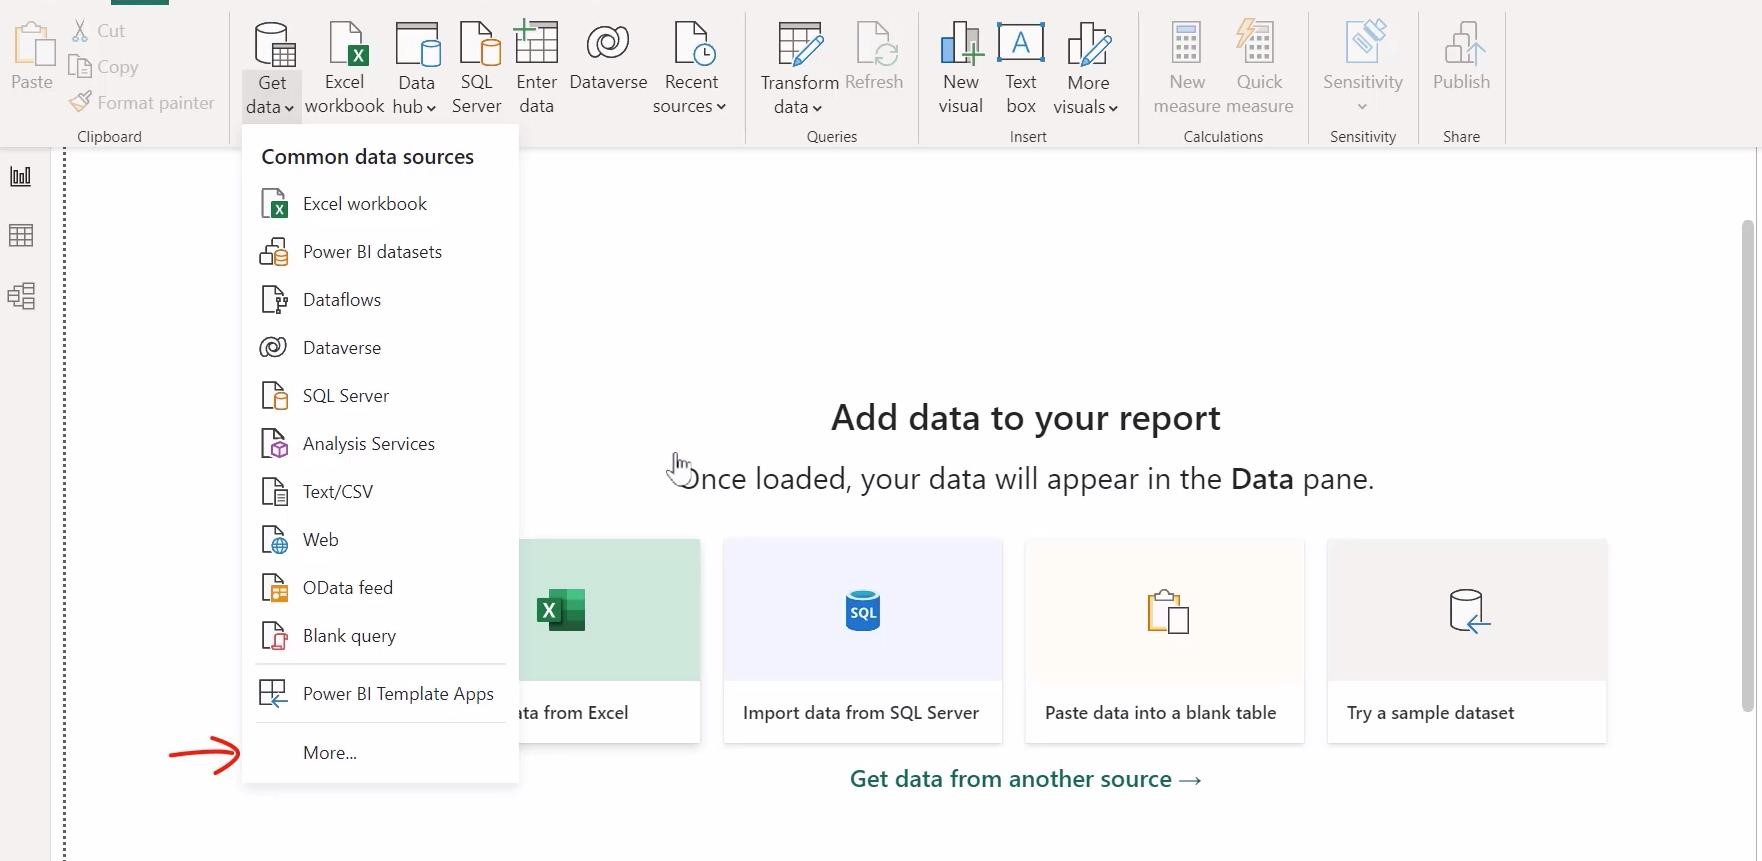 Paste
Cut
Copy
Format painter
Clipboard
Get data
Excel workbook
Data hub
SQL Server
Enter data
Dataverse
Recent sources
Transform data
Refresh
Queries
New visual
Text box
More visuals
Insert
New measure
Quick measure
Calculations
Sensitivity
Sensitivity
Publish
Share
Common data sources
Excel workbook
Power BI datasets
Dataflows
Dataverse
SQL Server
Analysis Services
Text/CSV
Web
OData feed
Blank query
Power BI Template Apps
More...
Add data to your report
Once loaded, your data will appear in the Data pane.
SQL
from Excel
Import data from SQL Server
Paste data into a blank table
Try a sample dataset
Get data from another source →